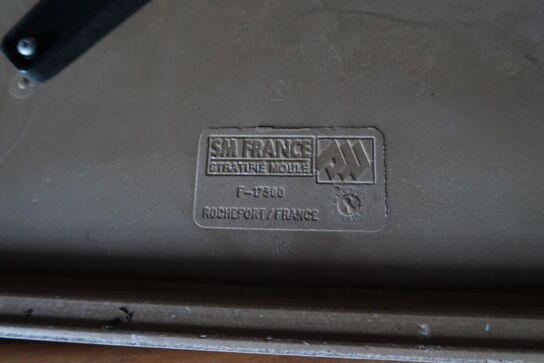 SM FRANCE
STRATIFIE MOULE
F-17300
ROCHEFORT/FRANCE